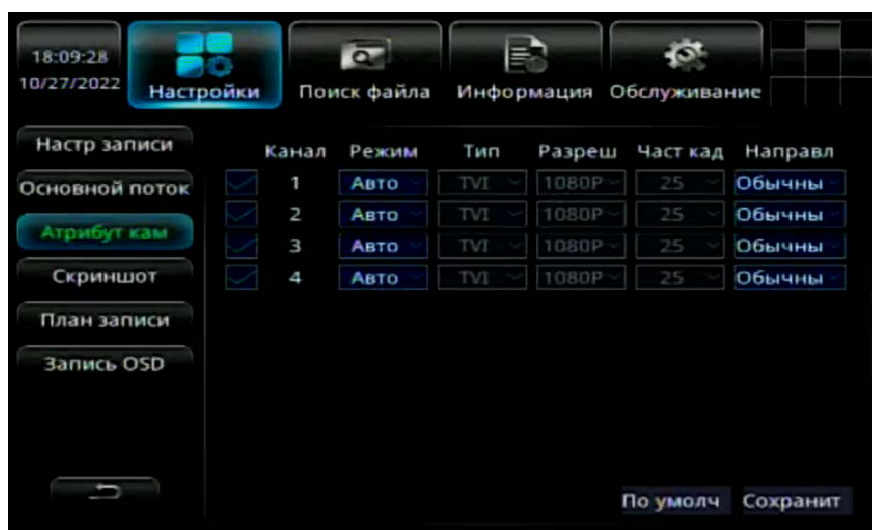 18:09:28
10/27/2022
Настройки
Поиск файла
Информация
Обслуживание
Настр записи
Основной поток
Атрибут кам
Скриншот
План записи
Запись OSD
Канал Режим Тип Разреш Част кад Направл
1 Авто TVI 1080P 25 Обычны
2 Авто TVI 1080P 25 Обычны
3 Авто TVI 1080P 25 Обычны
4 Авто TVI 1080P 25 Обычны
По умолч Сохранит